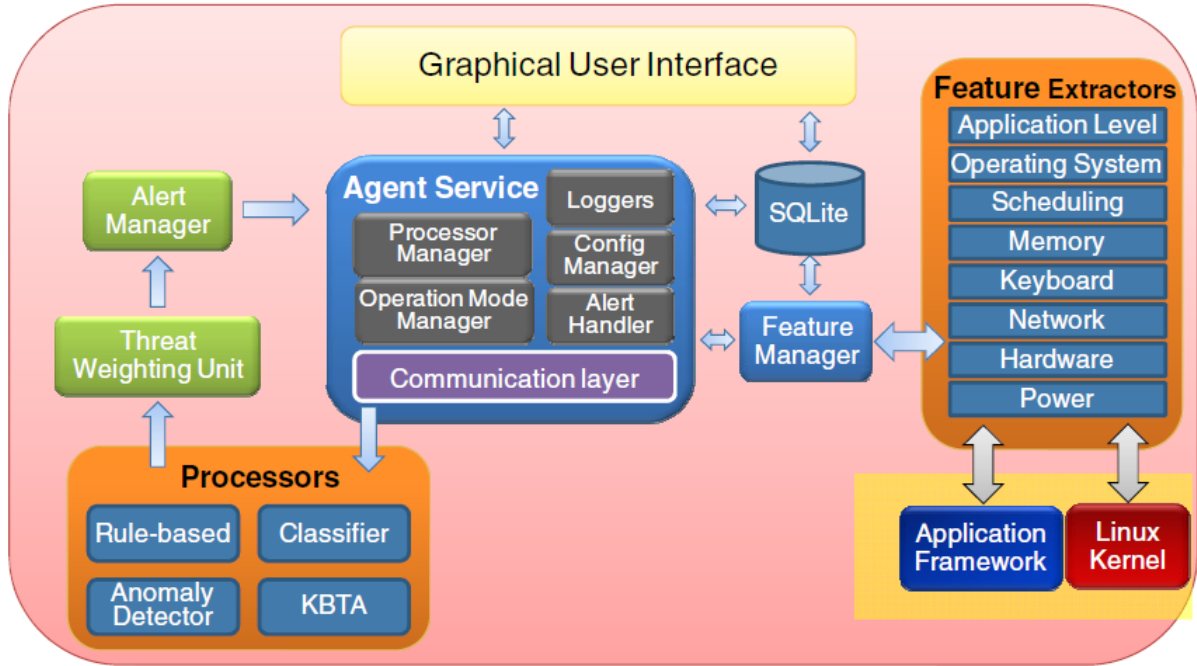 Graphical User Interface
Feature Extractors
Application Level
Operating System
Scheduling
Memory
Keyboard
Network
Hardware
Power
Alert
Manager
Agent Service
Loggers
Processor
Manager
Config
Manager
Operation Mode
Manager
Alert
Handler
Communication layer
SQLite
Feature
Manager
Threat
Weighting Unit
Processors
Rule-based
Classifier
Anomaly
Detector
KBTA
Application
Framework
Linux
Kernel